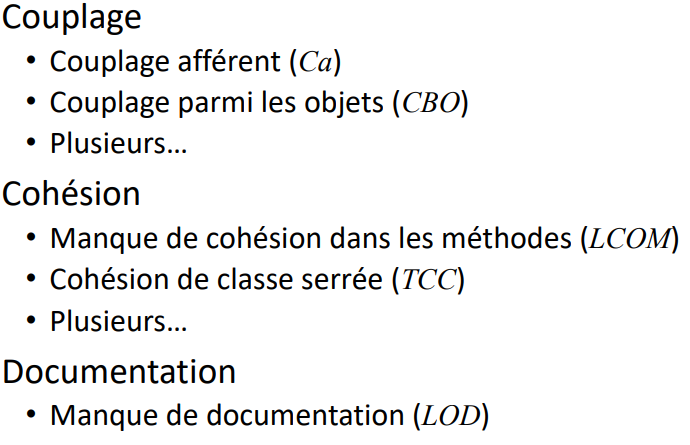 Couplage
• Couplage afférent (Ca)
• Couplage parmi les objets (CBO)
• Plusieurs…
Cohésion
• Manque de cohésion dans les méthodes (LCOM)
• Cohésion de classe serrée (TCC)
• Plusieurs…
Documentation
• Manque de documentation (LOD)